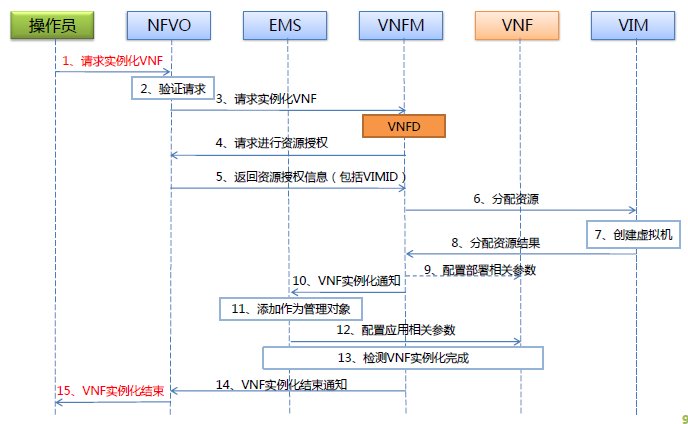 操作员 NFVO EMS VNFM VNF VIM
1、请求实例化VNF
2、验证请求
3、请求实例化VNF
VNFD
4、请求进行资源授权
5、返回资源授权信息（包括VIMID）
6、分配资源
7、创建虚拟机
8、分配资源结果
9、配置部署相关参数
10、VNF实例化通知
11、添加作为管理对象
12、配置应用相关参数
13、检测VNF实例化完成
14、VNF实例化结束通知
15、VNF实例化结束
9